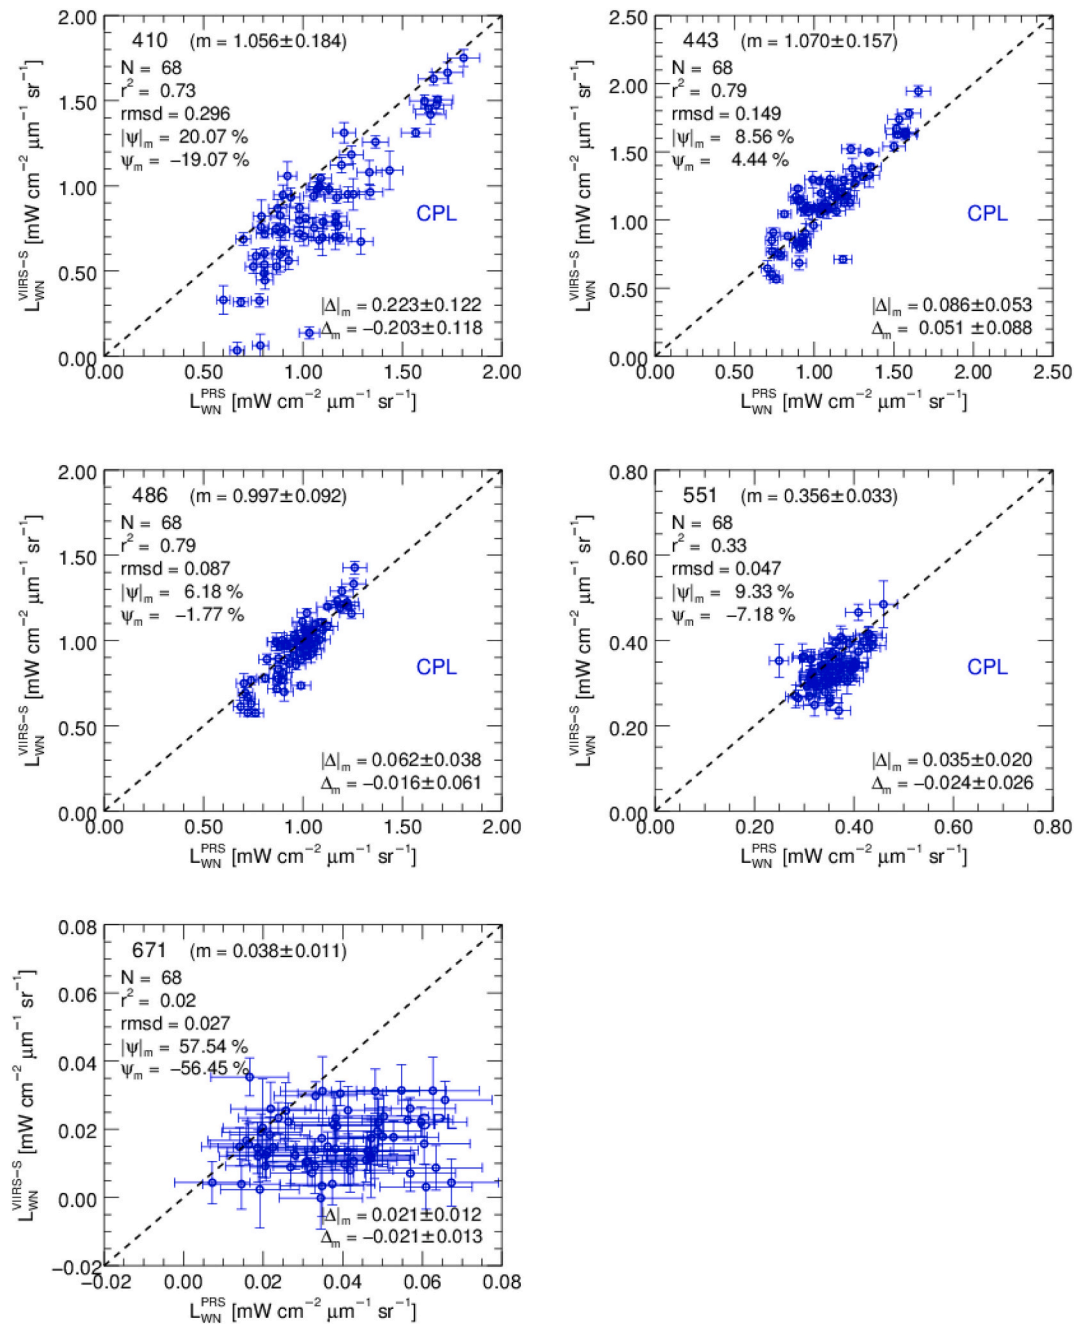 410 (m = 1.056±0.184)
N = 68
r² = 0.73
rmsd = 0.296
|ψ|m = 20.07 %
ψm = −19.07 %
CPL
|Δ|m = 0.223±0.122
Δm = −0.203±0.118
2.00
1.50
1.00
0.50
0.00
0.00 0.50 1.00 1.50 2.00
L WN VIIRS−S [mW cm−2 μm−1 sr−1]
L WN PRS [mW cm−2 μm−1 sr−1]
443 (m = 1.070±0.157)
N = 68
r² = 0.79
rmsd = 0.149
|ψ|m = 8.56 %
ψm = 4.44 %
CPL
|Δ|m = 0.086±0.053
Δm = 0.051 ±0.088
2.50
2.00
1.50
1.00
0.50
0.00
0.00 0.50 1.00 1.50 2.00 2.50
L WN VIIRS−S [mW cm−2 μm−1 sr−1]
L WN PRS [mW cm−2 μm−1 sr−1]
486 (m = 0.997±0.092)
N = 68
r² = 0.79
rmsd = 0.087
|ψ|m = 6.18 %
ψm = −1.77 %
CPL
|Δ|m = 0.062±0.038
Δm = −0.016±0.061
2.00
1.50
1.00
0.50
0.00
0.00 0.50 1.00 1.50 2.00
L WN VIIRS−S [mW cm−2 μm−1 sr−1]
L WN PRS [mW cm−2 μm−1 sr−1]
551 (m = 0.356±0.033)
N = 68
r² = 0.33
rmsd = 0.047
|ψ|m = 9.33 %
ψm = −7.18 %
CPL
|Δ|m = 0.035±0.020
Δm = −0.024±0.026
0.80
0.60
0.40
0.20
0.00
0.00 0.20 0.40 0.60 0.80
L WN VIIRS−S [mW cm−2 μm−1 sr−1]
L WN PRS [mW cm−2 μm−1 sr−1]
671 (m = 0.038±0.011)
N = 68
r² = 0.02
rmsd = 0.027
|ψ|m = 57.54 %
ψm = −56.45 %
|Δ|m = 0.021±0.012
Δm = −0.021±0.013
0.08
0.06
0.04
0.02
0.00
−0.02
−0.02 0.00 0.02 0.04 0.06 0.08
L WN VIIRS−S [mW cm−2 μm−1 sr−1]
L WN PRS [mW cm−2 μm−1 sr−1]